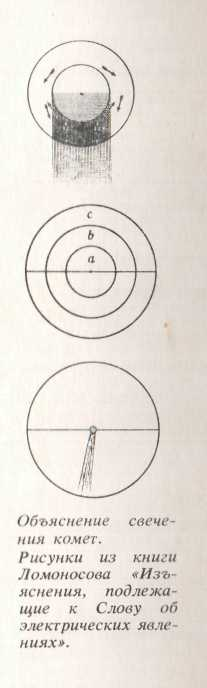 c
b
a
Объяснение свече-
ния комет.
Рисунки из книги
Ломоносова «Изъ-
яснения, подлежа-
щие к Слову об
электрических явле-
ниях».